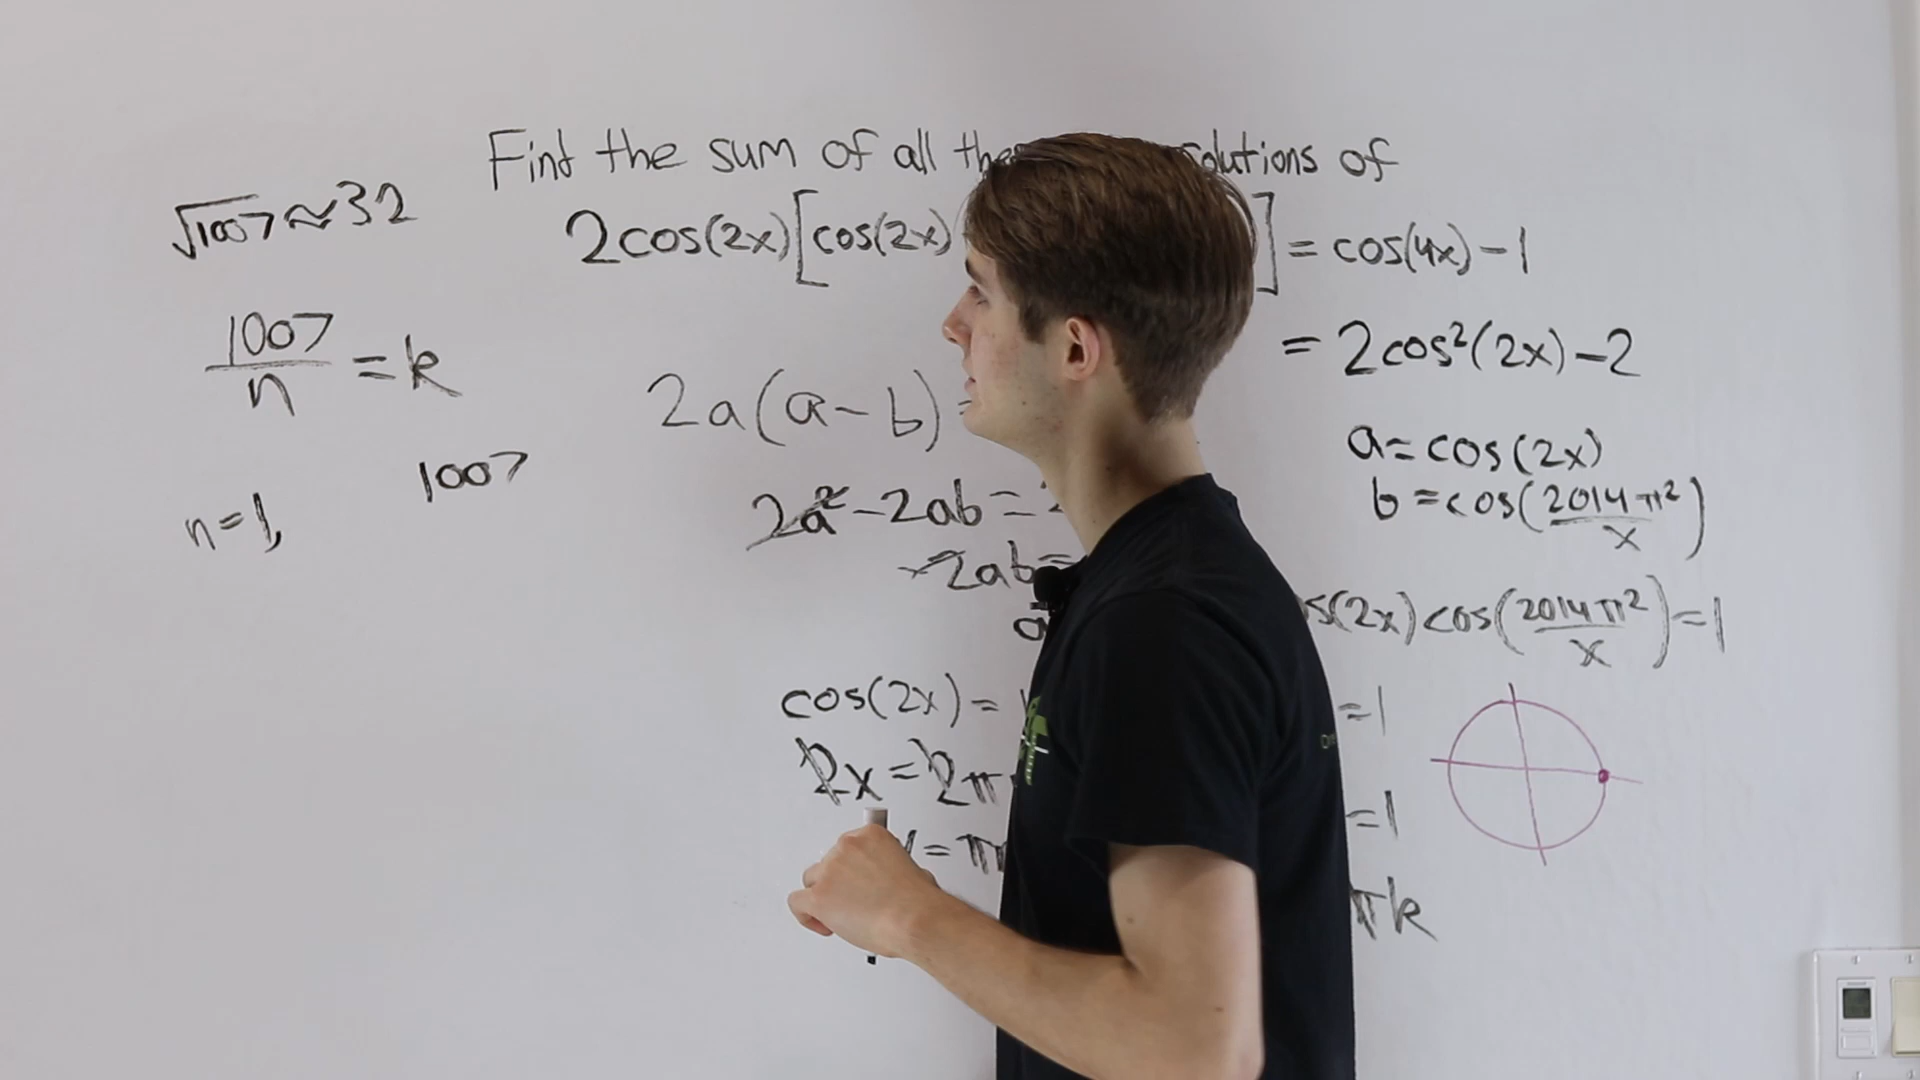 Find the sum of all the solutions of
√1007 ≈ 32
2cos(2x)[cos(2x) ] = cos(4x) - 1
1007/n = k
= 2cos²(2x) - 2
2a(a - b) =
a = cos(2x)
1007
b = cos(2014π²/x)
n = 1,
2a² - 2ab =
-2ab =
cos(2x)cos(2014π²/x) = 1
a
cos(2x) = = 1
2x = 2π = 1
x = π πk